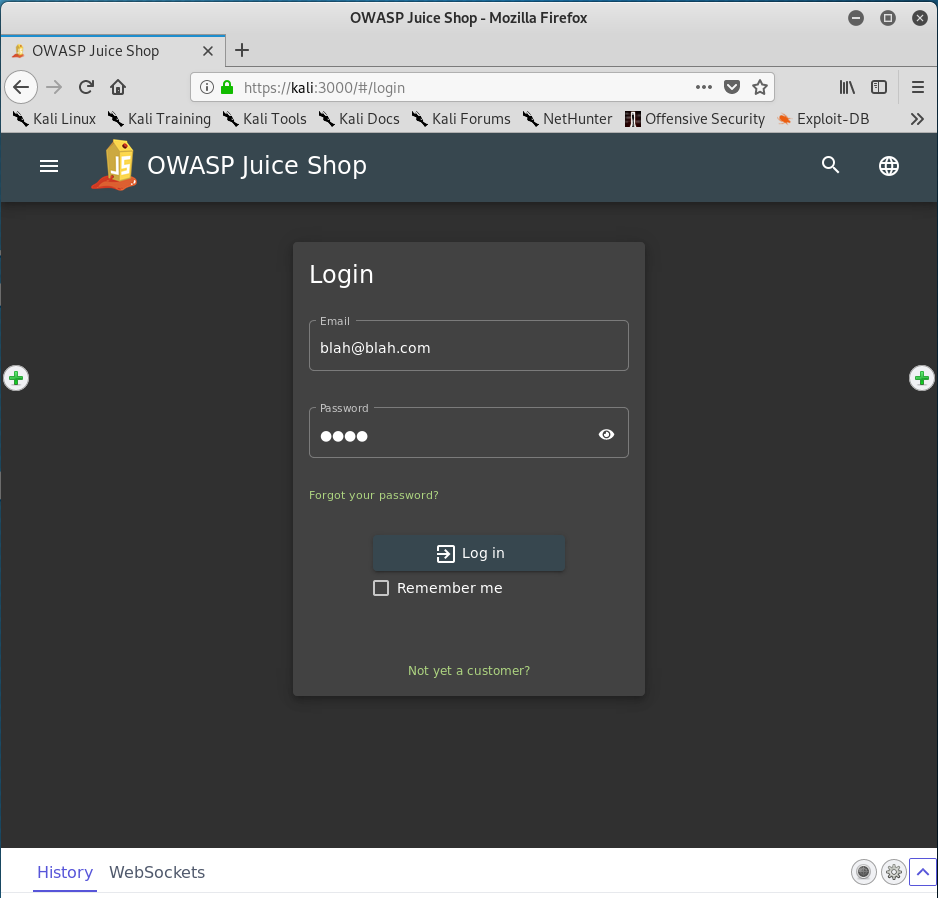 OWASP Juice Shop - Mozilla Firefox
OWASP Juice Shop
https://kali:3000/#/login
Kali Linux Kali Training Kali Tools Kali Docs Kali Forums NetHunter Offensive Security Exploit-DB
JS OWASP Juice Shop
Login
Email
blah@blah.com
Password
Forgot your password?
Log in
Remember me
Not yet a customer?
History WebSockets